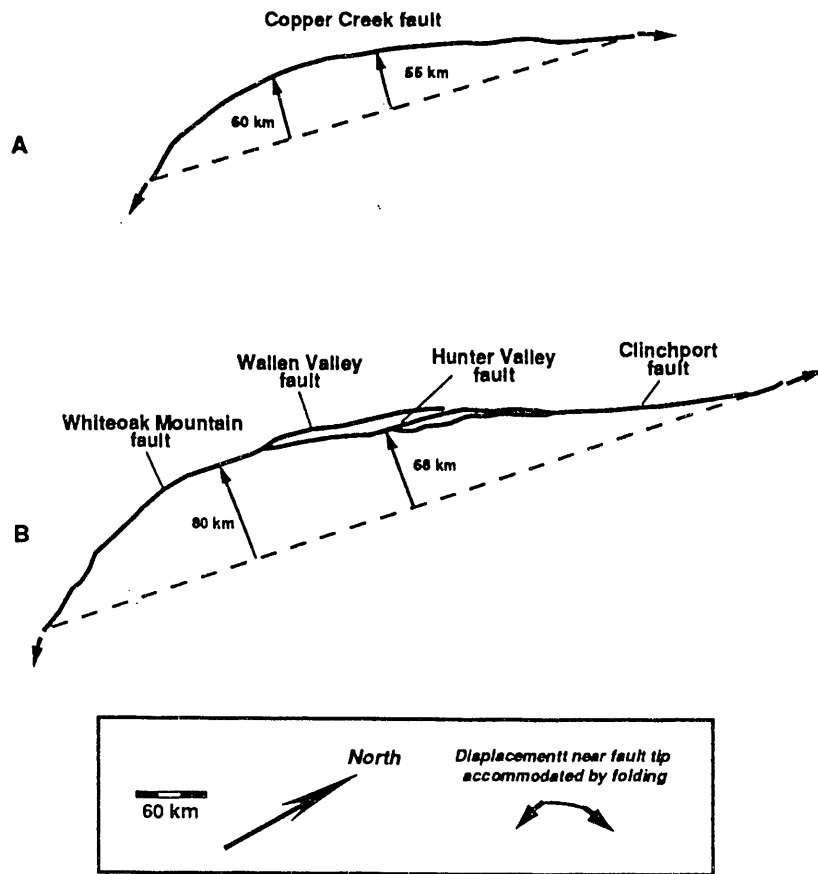 Copper Creek fault
55 km
60 km
A
Wallen Valley
fault
Hunter Valley
fault
Clinchport
fault
Whiteoak Mountain
fault
68 km
80 km
B
North
60 km
Displacementt near fault tip
accommodated by folding